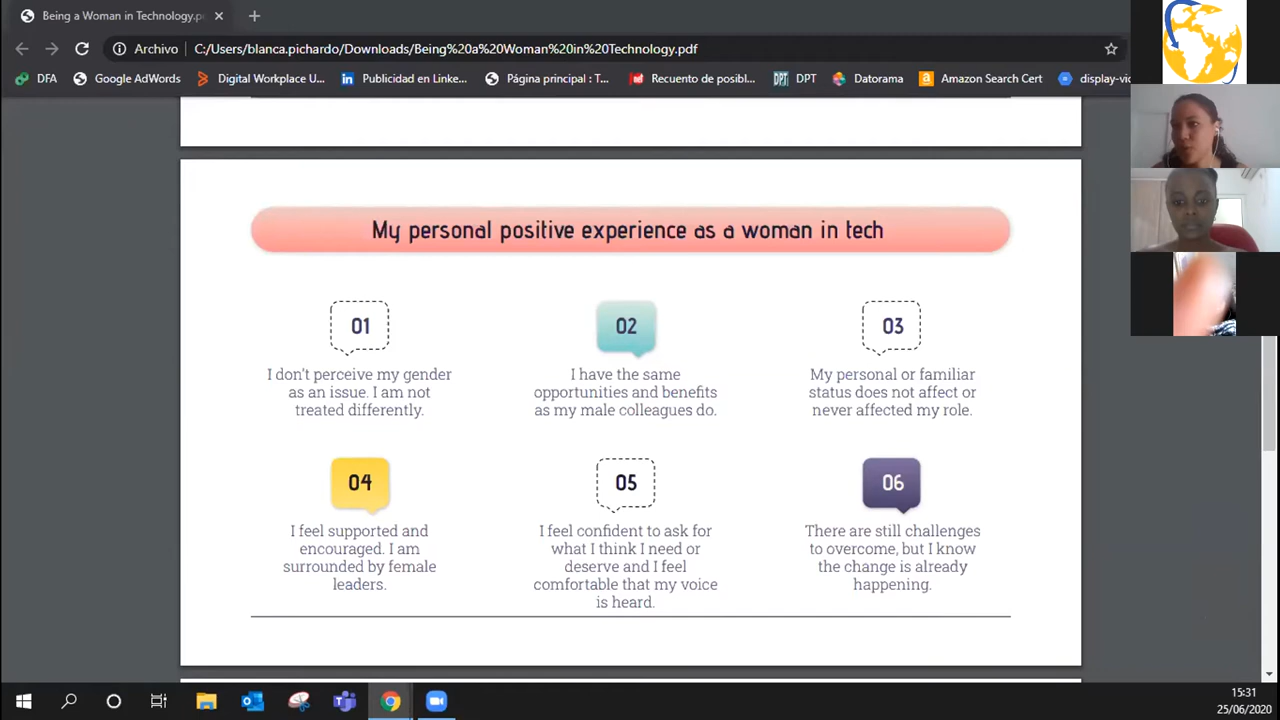 Being a Woman in Technology.p
Archivo
C:/Users/blanca.pichardo/Downloads/Being%20a%20Woman%20in%20Technology.pdf
DFA
Google AdWords
Digital Workplace U...
Publicidad en Linke...
Página principal : T...
Recuento de posibl...
DPT
DPT
Datorama
Amazon Search Cert
display-vid
My personal positive experience as a woman in tech
01
I don't perceive my gender
as an issue. I am not
treated differently.
02
I have the same
opportunities and benefits
as my male colleagues do.
03
My personal or familiar
status does not affect or
never affected my role.
04
I feel supported and
encouraged. I am
surrounded by female
leaders.
05
I feel confident to ask for
what I think I need or
deserve and I feel
comfortable that my voice
is heard.
06
There are still challenges
to overcome, but I know
the change is already
happening.
15:31
25/06/2020